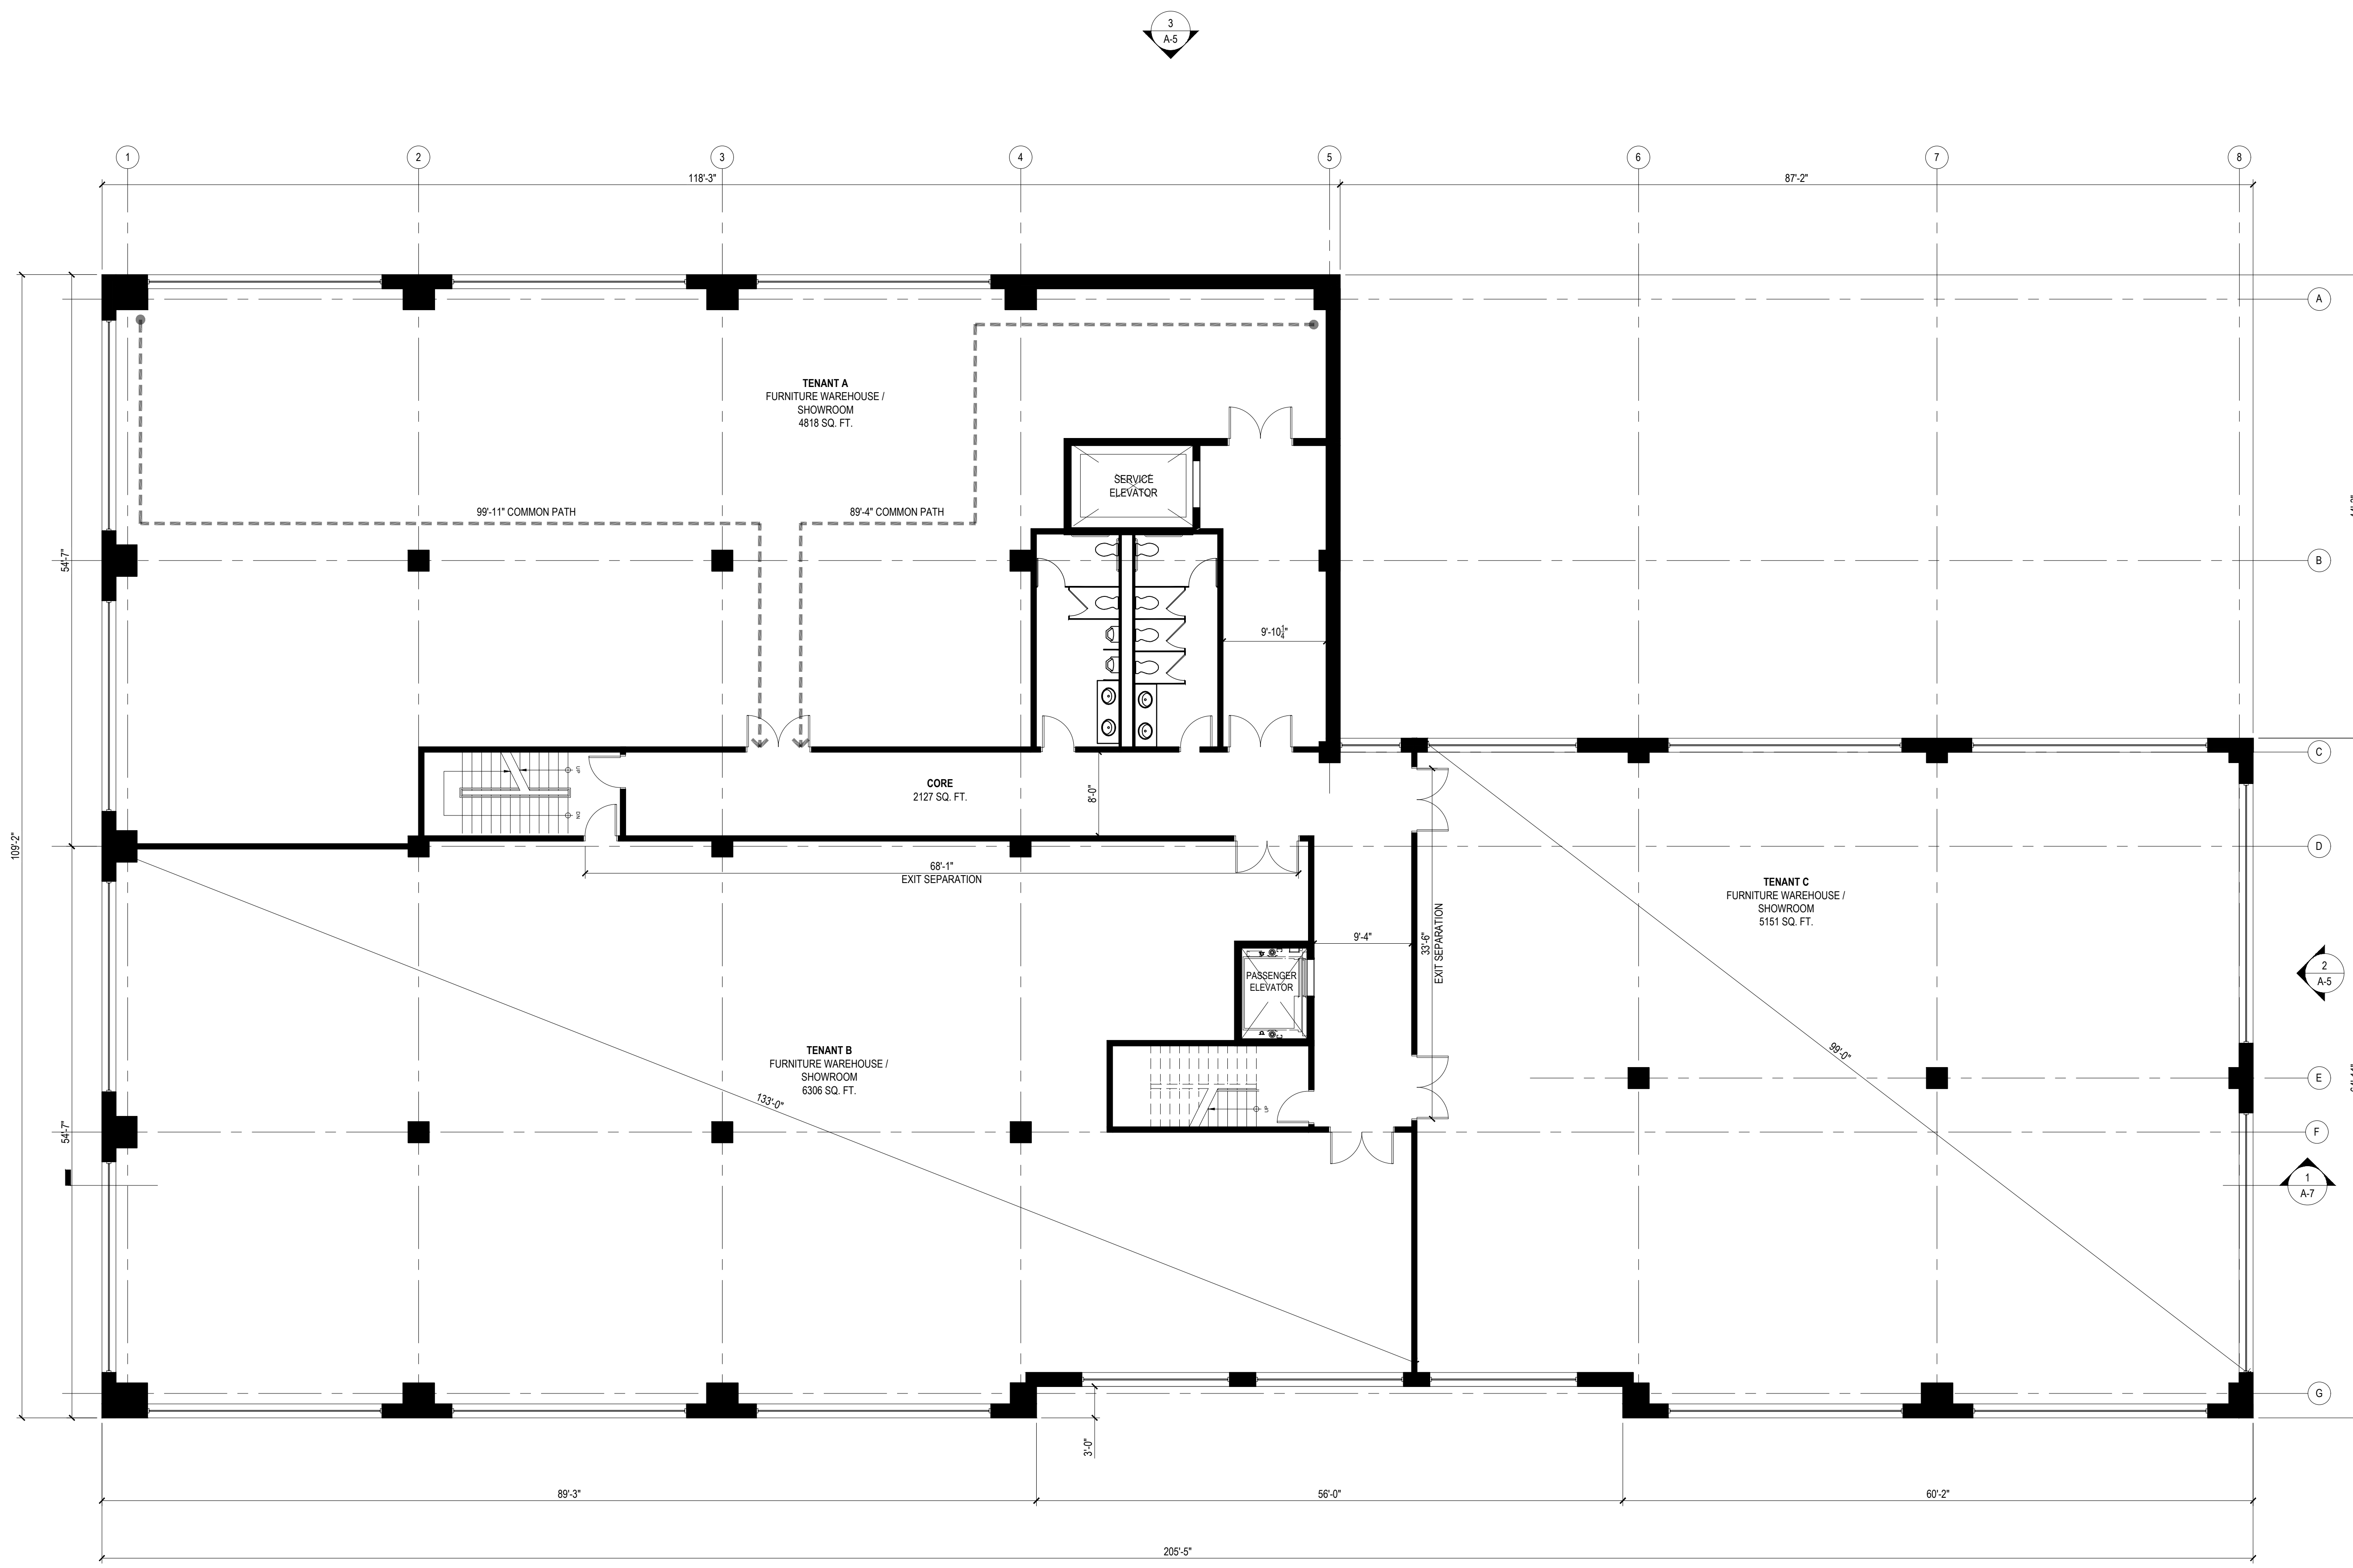 3
A-5
1
2
3
4
5
6
7
8
118'-3"
87'-2"
A
TENANT A
FURNITURE WAREHOUSE /
SHOWROOM
4818 SQ. FT.
SERVICE
ELEVATOR
99'-11" COMMON PATH
89'-4" COMMON PATH
54'-7"
B
9'-10 1/4"
C
UP
DN
CORE
2127 SQ. FT.
8'-0"
109'-2"
D
68'-1"
EXIT SEPARATION
TENANT C
FURNITURE WAREHOUSE /
SHOWROOM
5151 SQ. FT.
9'-4"
33'-6"
EXIT SEPARATION
2
A-5
PASSENGER
ELEVATOR
99'-0"
TENANT B
FURNITURE WAREHOUSE /
SHOWROOM
6306 SQ. FT.
133'-0"
UP
E
54'-7"
F
1
A-7
G
3'-0"
89'-3"
56'-0"
60'-2"
205'-5"